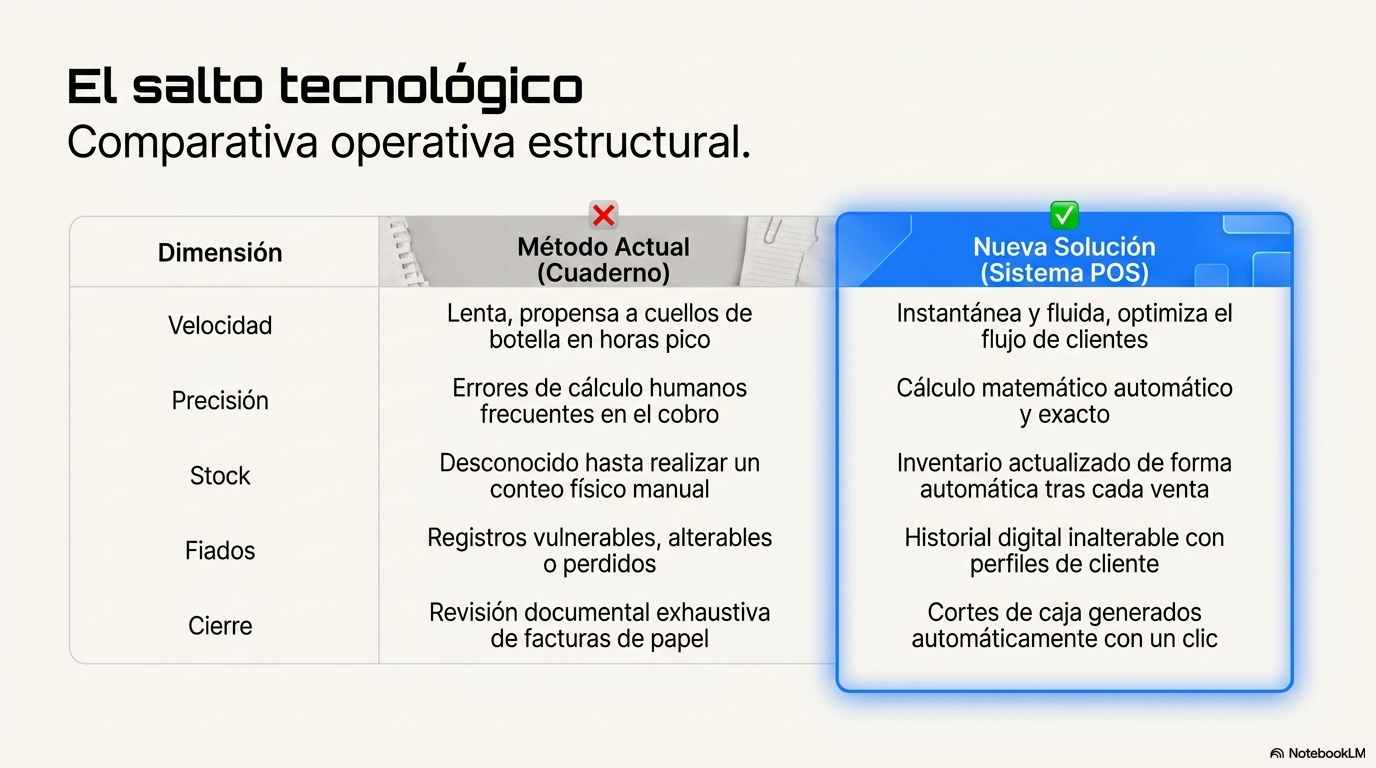 El salto tecnológico
Comparativa operativa estructural.
Dimensión
Método Actual
(Cuaderno)
Nueva Solución
(Sistema POS)
Velocidad
Lenta, propensa a cuellos de
botella en horas pico
Instantánea y fluida, optimiza el
flujo de clientes
Precisión
Errores de cálculo humanos
frecuentes en el cobro
Cálculo matemático automático
y exacto
Stock
Desconocido hasta realizar un
conteo físico manual
Inventario actualizado de forma
automática tras cada venta
Fiados
Registros vulnerables, alterables
o perdidos
Historial digital inalterable con
perfiles de cliente
Cierre
Revisión documental exhaustiva
de facturas de papel
Cortes de caja generados
automáticamente con un clic
NotebookLM